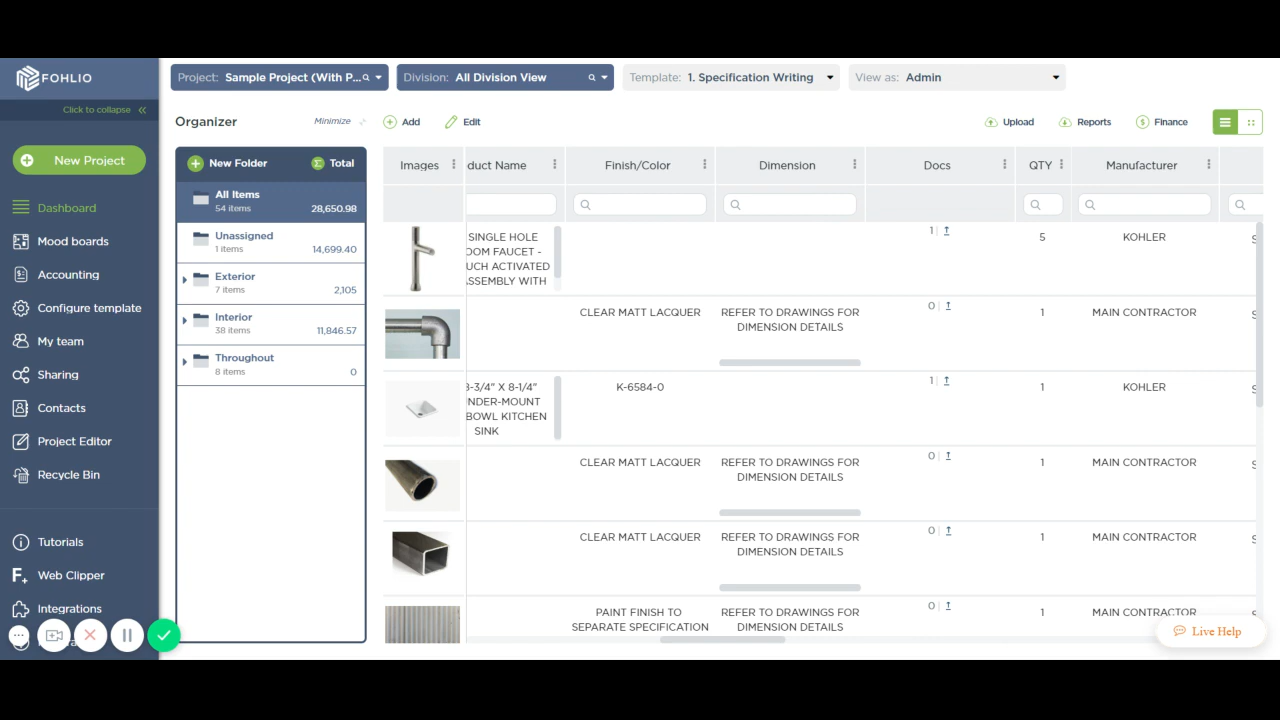 FOHLIO
Click to collapse «
New Project
Dashboard
Mood boards
Accounting
Configure template
My team
Sharing
Contacts
Project Editor
Recycle Bin
Tutorials
Web Clipper
Integrations
Project: Sample Project (With P...
Division: All Division View
Template: 1. Specification Writing
View as: Admin
Organizer
Minimize
Add
Edit
Upload
Reports
Finance
New Folder
Total
All Items
54 items 28,650.98
Unassigned
1 items 14,699.40
Exterior
7 items 2,105
Interior
38 items 11,846.57
Throughout
8 items 0
Images
duct Name
Finish/Color
Dimension
Docs
QTY
Manufacturer
SINGLE HOLE
OOM FAUCET -
UCH ACTIVATED
ASSEMBLY WITH
1
5
KOHLER
CLEAR MATT LACQUER
REFER TO DRAWINGS FOR
DIMENSION DETAILS
0
1
MAIN CONTRACTOR
8-3/4" X 8-1/4"
NDER-MOUNT
BOWL KITCHEN
SINK
K-6584-0
1
1
KOHLER
CLEAR MATT LACQUER
REFER TO DRAWINGS FOR
DIMENSION DETAILS
0
1
MAIN CONTRACTOR
CLEAR MATT LACQUER
REFER TO DRAWINGS FOR
DIMENSION DETAILS
0
1
MAIN CONTRACTOR
PAINT FINISH TO
SEPARATE SPECIFICATION
REFER TO DRAWINGS FOR
DIMENSION DETAILS
0
1
MAIN CONTRACTOR
Live Help